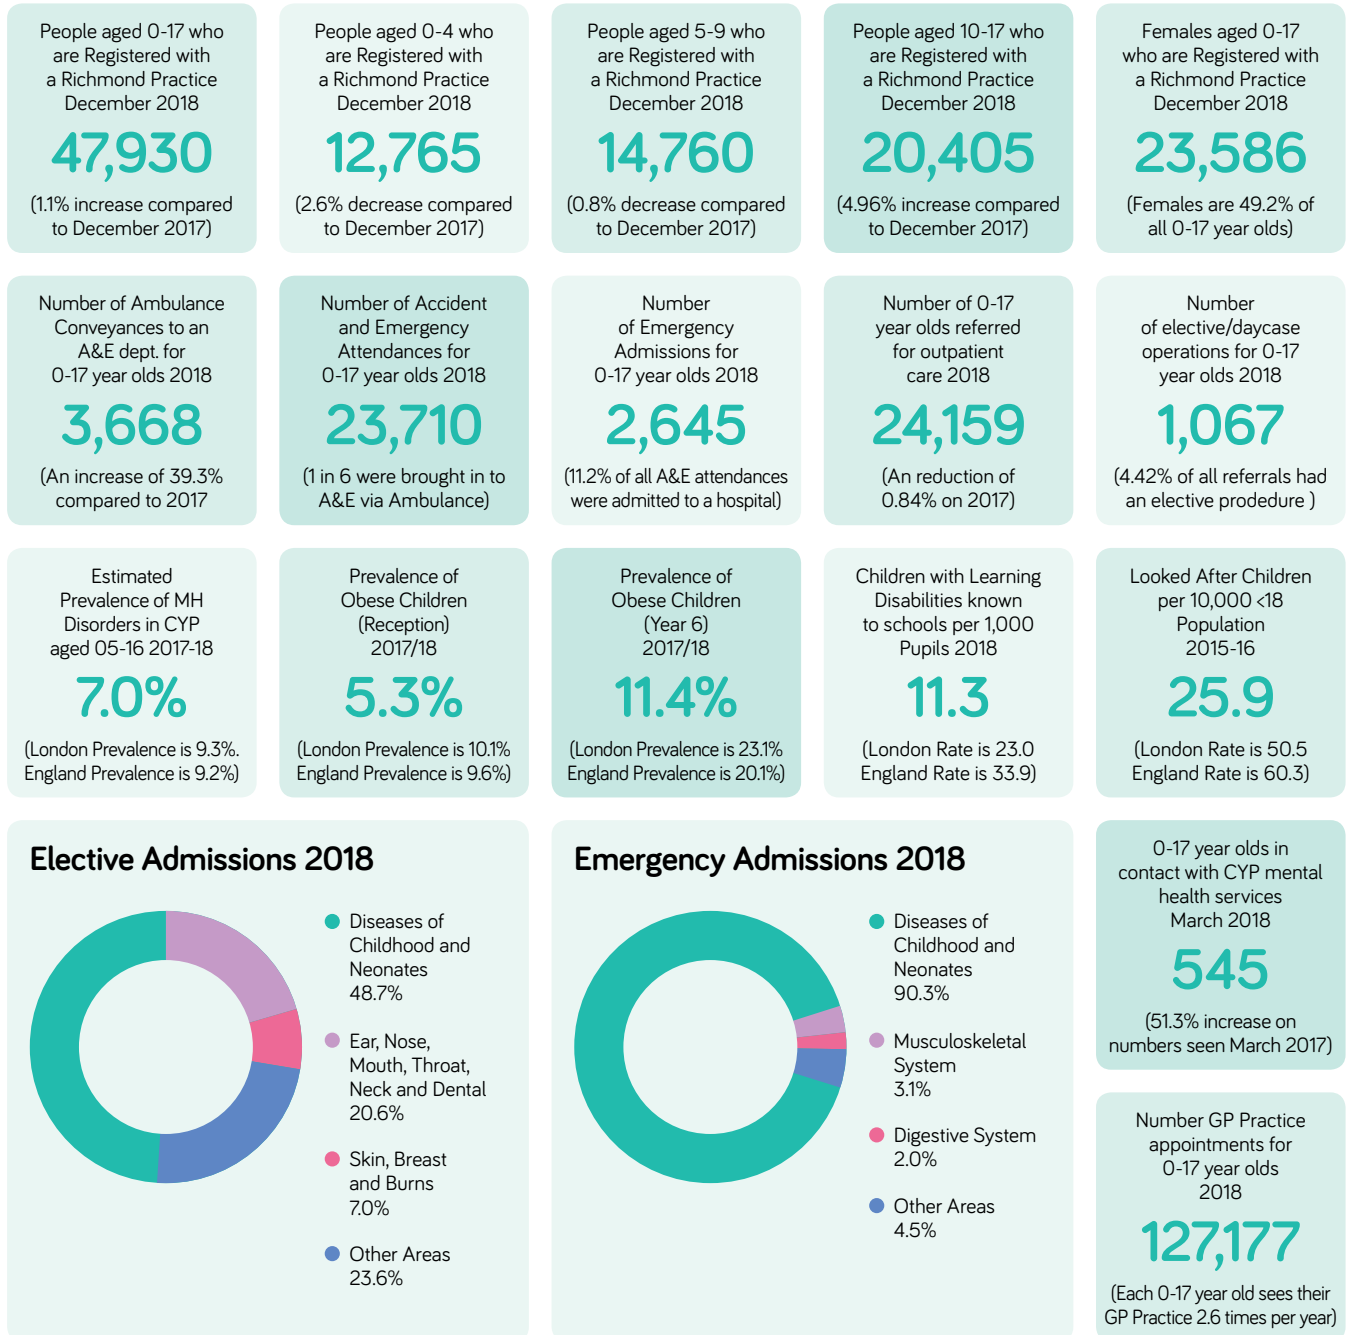 People aged 0-17 who
are Registered with
a Richmond Practice
December 2018
47,930
(1.1% increase compared
to December 2017)
People aged 0-4 who
are Registered with
a Richmond Practice
December 2018
12,765
(2.6% decrease compared
to December 2017)
People aged 5-9 who
are Registered with
a Richmond Practice
December 2018
14,760
(0.8% decrease compared
to December 2017)
People aged 10-17 who
are Registered with
a Richmond Practice
December 2018
20,405
(4.96% increase compared
to December 2017)
Females aged 0-17
who are Registered with
a Richmond Practice
December 2018
23,586
(Females are 49.2% of
all 0-17 year olds)
Number of Ambulance
Conveyances to an
A&E dept. for
0-17 year olds 2018
3,668
(An increase of 39.3%
compared to 2017
Number of Accident
and Emergency
Attendances for
0-17 year olds 2018
23,710
(1 in 6 were brought in to
A&E via Ambulance)
Number
of Emergency
Admissions for
0-17 year olds 2018
2,645
(11.2% of all A&E attendances
were admitted to a hospital)
Number of 0-17
year olds referred
for outpatient
care 2018
24,159
(An reduction of
0.84% on 2017)
Number
of elective/daycase
operations for 0-17
year olds 2018
1,067
(4.42% of all referrals had
an elective prodedure )
Estimated
Prevalence of MH
Disorders in CYP
aged 05-16 2017-18
7.0%
(London Prevalence is 9.3%.
England Prevalence is 9.2%)
Prevalence of
Obese Children
(Reception)
2017/18
5.3%
(London Prevalence is 10.1%
England Prevalence is 9.6%)
Prevalence of
Obese Children
(Year 6)
2017/18
11.4%
(London Prevalence is 23.1%
England Prevalence is 20.1%)
Children with Learning
Disabilities known
to schools per 1,000
Pupils 2018
11.3
(London Rate is 23.0
England Rate is 33.9)
Looked After Children
per 10,000 <18
Population
2015-16
25.9
(London Rate is 50.5
England Rate is 60.3)
Elective Admissions 2018
Diseases of
Childhood and
Neonates
48.7%
Ear, Nose,
Mouth, Throat,
Neck and Dental
20.6%
Skin, Breast
and Burns
7.0%
Other Areas
23.6%
Emergency Admissions 2018
Diseases of
Childhood and
Neonates
90.3%
Musculoskeletal
System
3.1%
Digestive System
2.0%
Other Areas
4.5%
0-17 year olds in
contact with CYP mental
health services
March 2018
545
(51.3% increase on
numbers seen March 2017)
Number GP Practice
appointments for
0-17 year olds
2018
127,177
(Each 0-17 year old sees their
GP Practice 2.6 times per year)